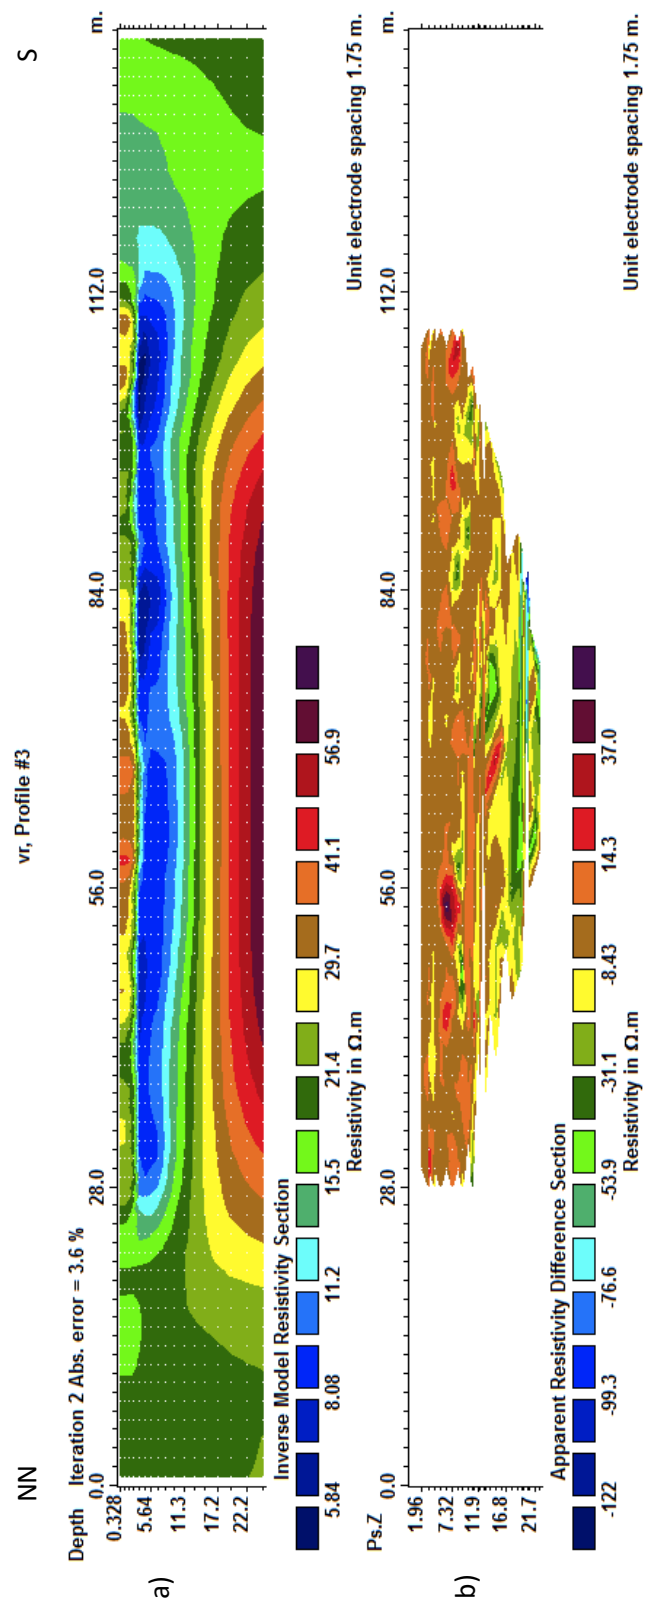 NN S
vr, Profile #3
Depth Iteration 2 Abs. error = 3.6 %
0.0 28.0 56.0 84.0 112.0 m.
0.328
5.64
11.3
17.2
22.2
a)
Inverse Model Resistivity Section
5.84 8.08 11.2 15.5 21.4 29.7 41.1 56.9
Resistivity in Ω.m
Unit electrode spacing 1.75 m.
Ps.Z
0.0 28.0 56.0 84.0 112.0 m.
1.96
7.32
11.9
16.8
21.7
b)
Apparent Resistivity Difference Section
-122 -99.3 -76.6 -53.9 -31.1 -8.43 14.3 37.0
Resistivity in Ω.m
Unit electrode spacing 1.75 m.